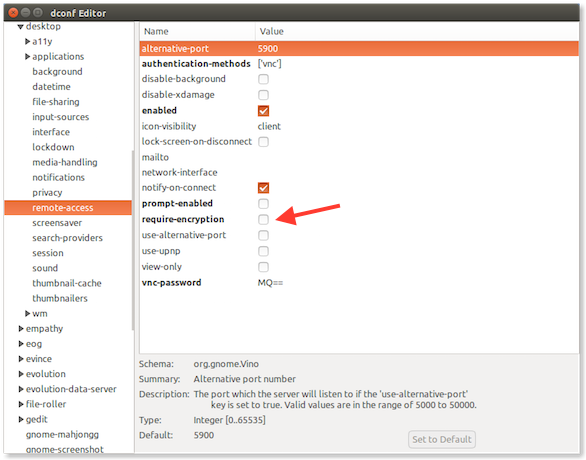 dconf Editor
desktop
a11y
applications
background
datetime
file-sharing
input-sources
interface
lockdown
media-handling
notifications
privacy
remote-access
screensaver
search-providers
session
sound
thumbnail-cache
thumbnailers
wm
empathy
eog
evince
evolution
evolution-data-server
file-roller
gedit
gnome-mahjongg
gnome-screenshot
Name Value
alternative-port 5900
authentication-methods ['vnc']
disable-background
disable-xdamage
enabled
icon-visibility client
lock-screen-on-disconnect
mailto
network-interface
notify-on-connect
prompt-enabled
require-encryption
use-alternative-port
use-upnp
view-only
vnc-password MQ==
Schema: org.gnome.Vino
Summary: Alternative port number
Description: The port which the server will listen to if the 'use-alternative-port'
key is set to true. Valid values are in the range of 5000 to 50000.
Type: Integer [0..65535]
Default: 5900
Set to Default